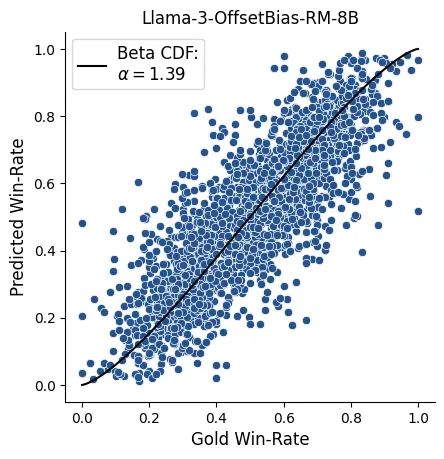 Llama-3-OffsetBias-RM-8B
Beta CDF:
α = 1.39
Predicted Win-Rate
1.0
0.8
0.6
0.4
0.2
0.0
0.0 0.2 0.4 0.6 0.8 1.0
Gold Win-Rate